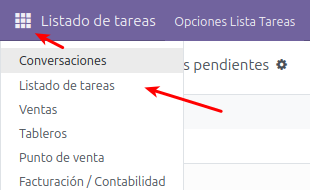 Listado de tareas Opciones Lista Tareas
Conversaciones
s pendientes
Listado de tareas
Ventas
Tableros
Punto de venta
Facturación / Contabilidad